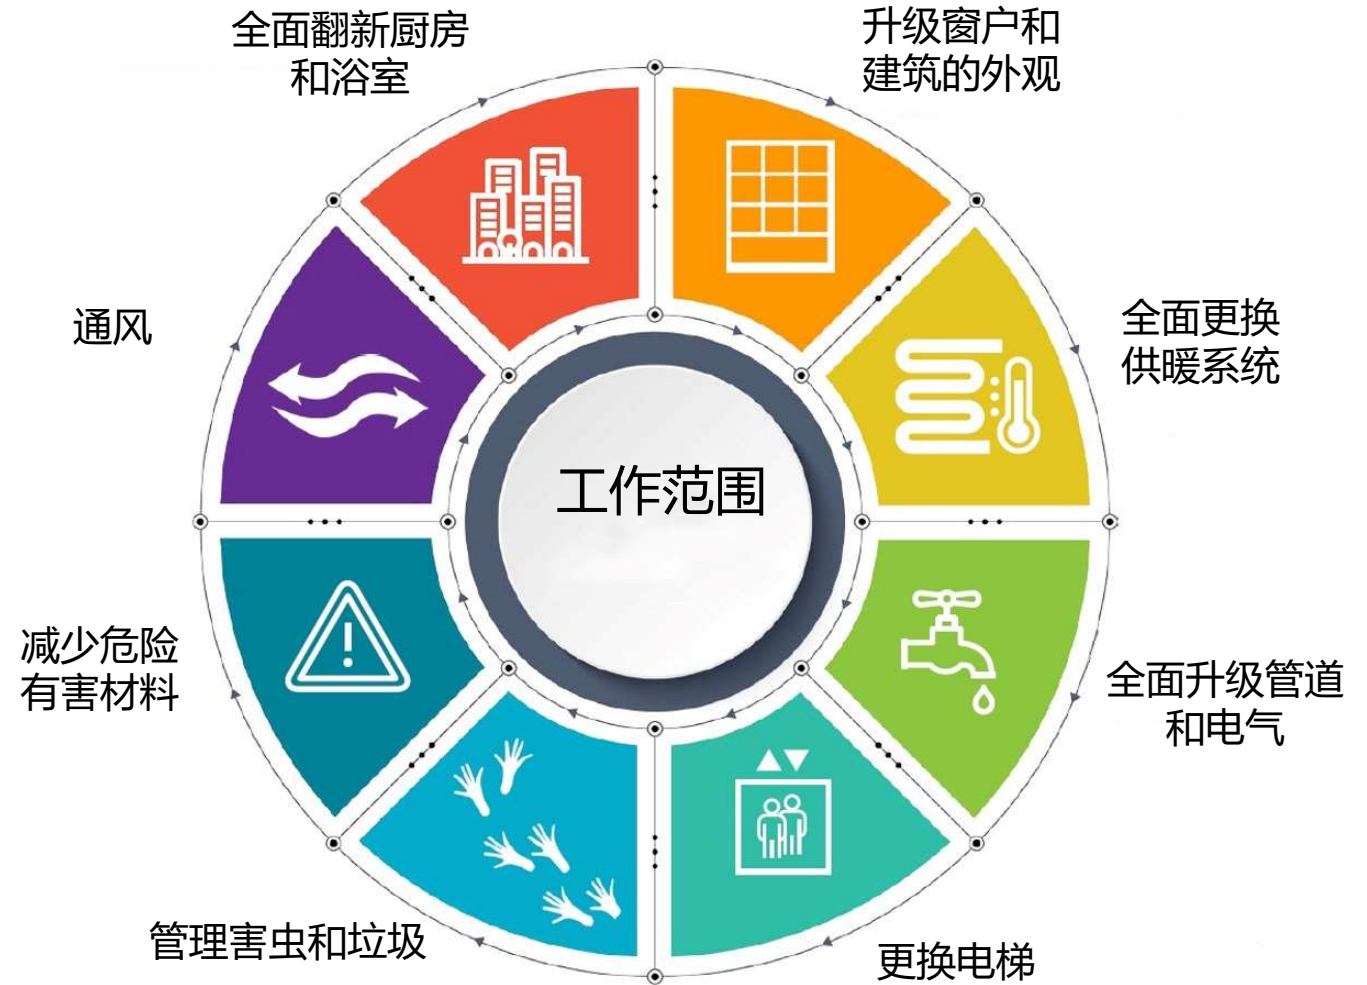 全面翻新厨房
和浴室
升级窗户和
建筑的外观
通风
全面更换
供暖系统
工作范围
减少危险
有害材料
全面升级管道
和电气
管理害虫和垃圾
更换电梯